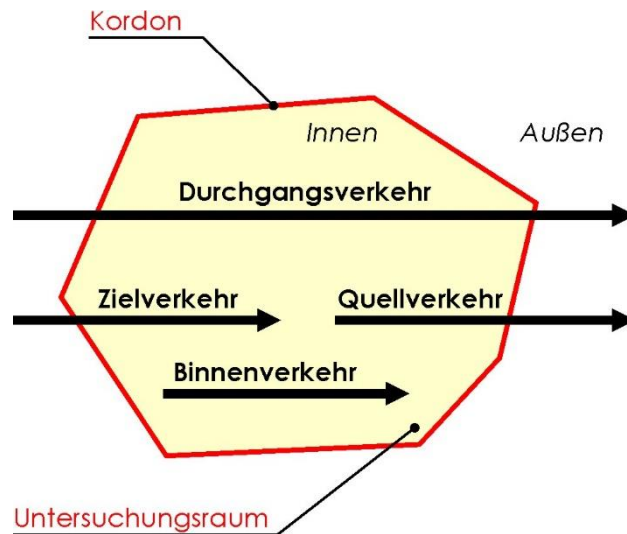 Kordon
Innen
Außen
Durchgangsverkehr
Zielverkehr
Quellverkehr
Binnenverkehr
Untersuchungsraum